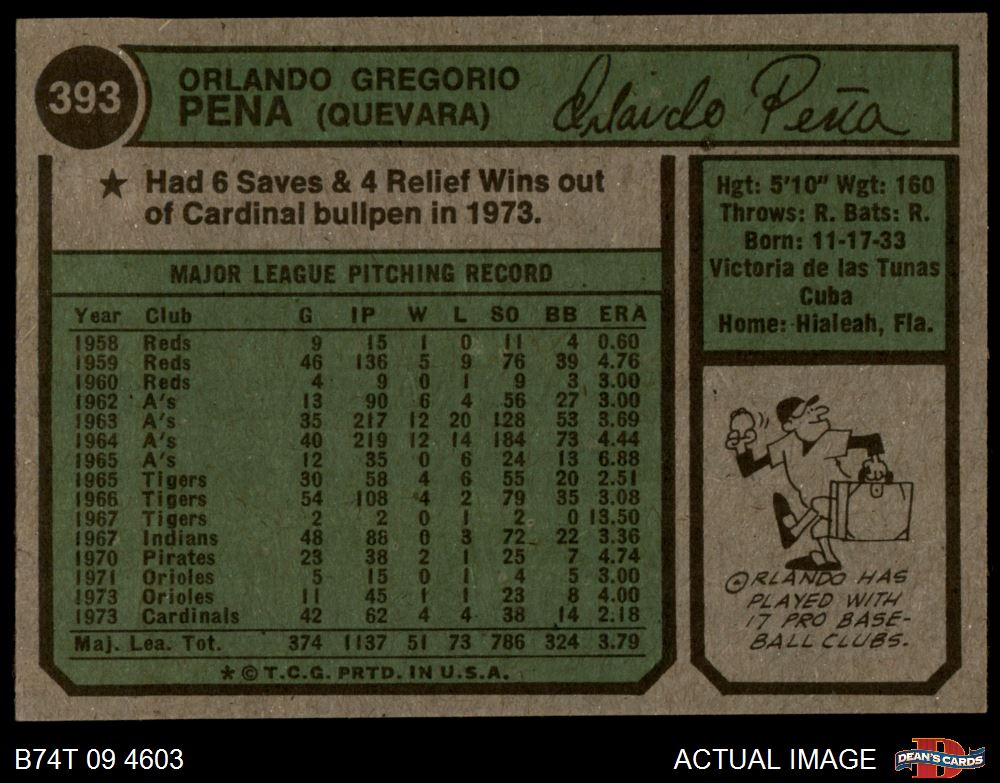 393
ORLANDO GREGORIO
PENA (QUEVARA)
Orlando Peña
★ Had 6 Saves & 4 Relief Wins out
of Cardinal bullpen in 1973.
MAJOR LEAGUE PITCHING RECORD
Year Club G IP W L SO BB ERA
1958 Reds 9 15 1 0 11 4 0.60
1959 Reds 46 136 5 9 76 39 4.76
1960 Reds 4 9 0 1 9 3 3.00
1962 A's 13 90 6 4 56 27 3.00
1963 A's 35 217 12 20 128 53 3.69
1964 A's 40 219 12 14 184 73 4.44
1965 A's 12 35 0 6 24 13 6.88
1965 Tigers 30 58 4 6 55 20 2.51
1966 Tigers 54 108 4 2 79 35 3.08
1967 Tigers 2 2 0 1 2 0 13.50
1967 Indians 48 88 0 3 72 22 3.36
1970 Pirates 23 38 2 1 25 7 4.74
1971 Orioles 5 15 0 1 4 5 3.00
1973 Orioles 11 45 1 1 23 8 4.00
1973 Cardinals 42 62 4 4 38 14 2.18
Maj. Lea. Tot. 374 1137 51 73 786 324 3.79
* © T.C.G. PRTD. IN U.S.A.
Hgt: 5'10" Wgt: 160
Throws: R. Bats: R.
Born: 11-17-33
Victoria de las Tunas
Cuba
Home: Hialeah, Fla.
ORLANDO HAS
PLAYED WITH
17 PRO BASE-
BALL CLUBS.
B74T 09 4603
ACTUAL IMAGE
D
DEAN'S CARDS